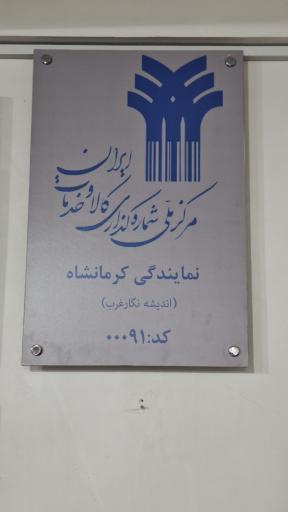 مرکز ملی شماره گذاری کالا و خدمات ایران
نمایندگی کرمانشاه
(اندیشه نگارغرب)
کد:۰۰۰۹۱